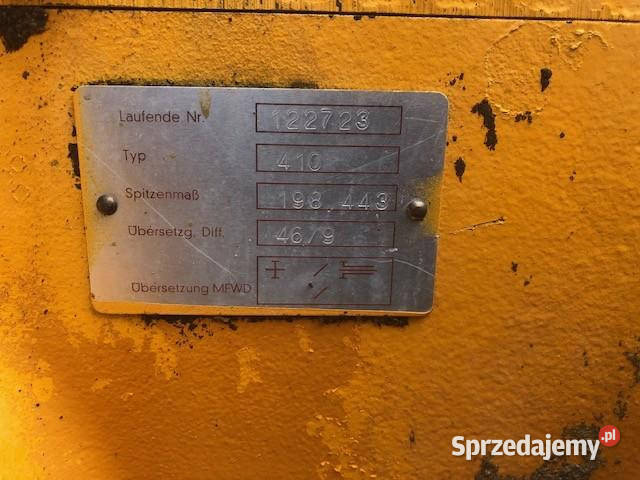 Laufende Nr. 122723
Typ 410
Spitzenmaß 198.443
Übersetzg. Diff. 46/9
Übersetzung MFWD
Sprzedajemy.pl